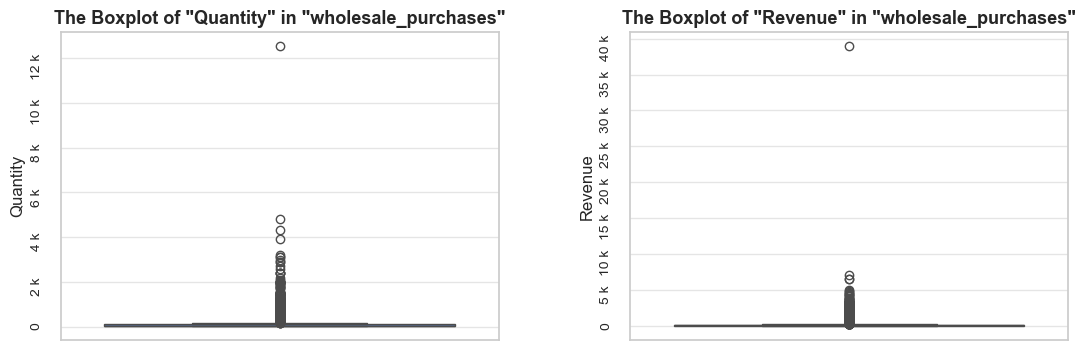 The Boxplot of "Quantity" in "wholesale_purchases"
12 k
10 k
8 k
6 k
4 k
2 k
0
Quantity
The Boxplot of "Revenue" in "wholesale_purchases"
40 k
35 k
30 k
25 k
20 k
15 k
10 k
5 k
0
Revenue